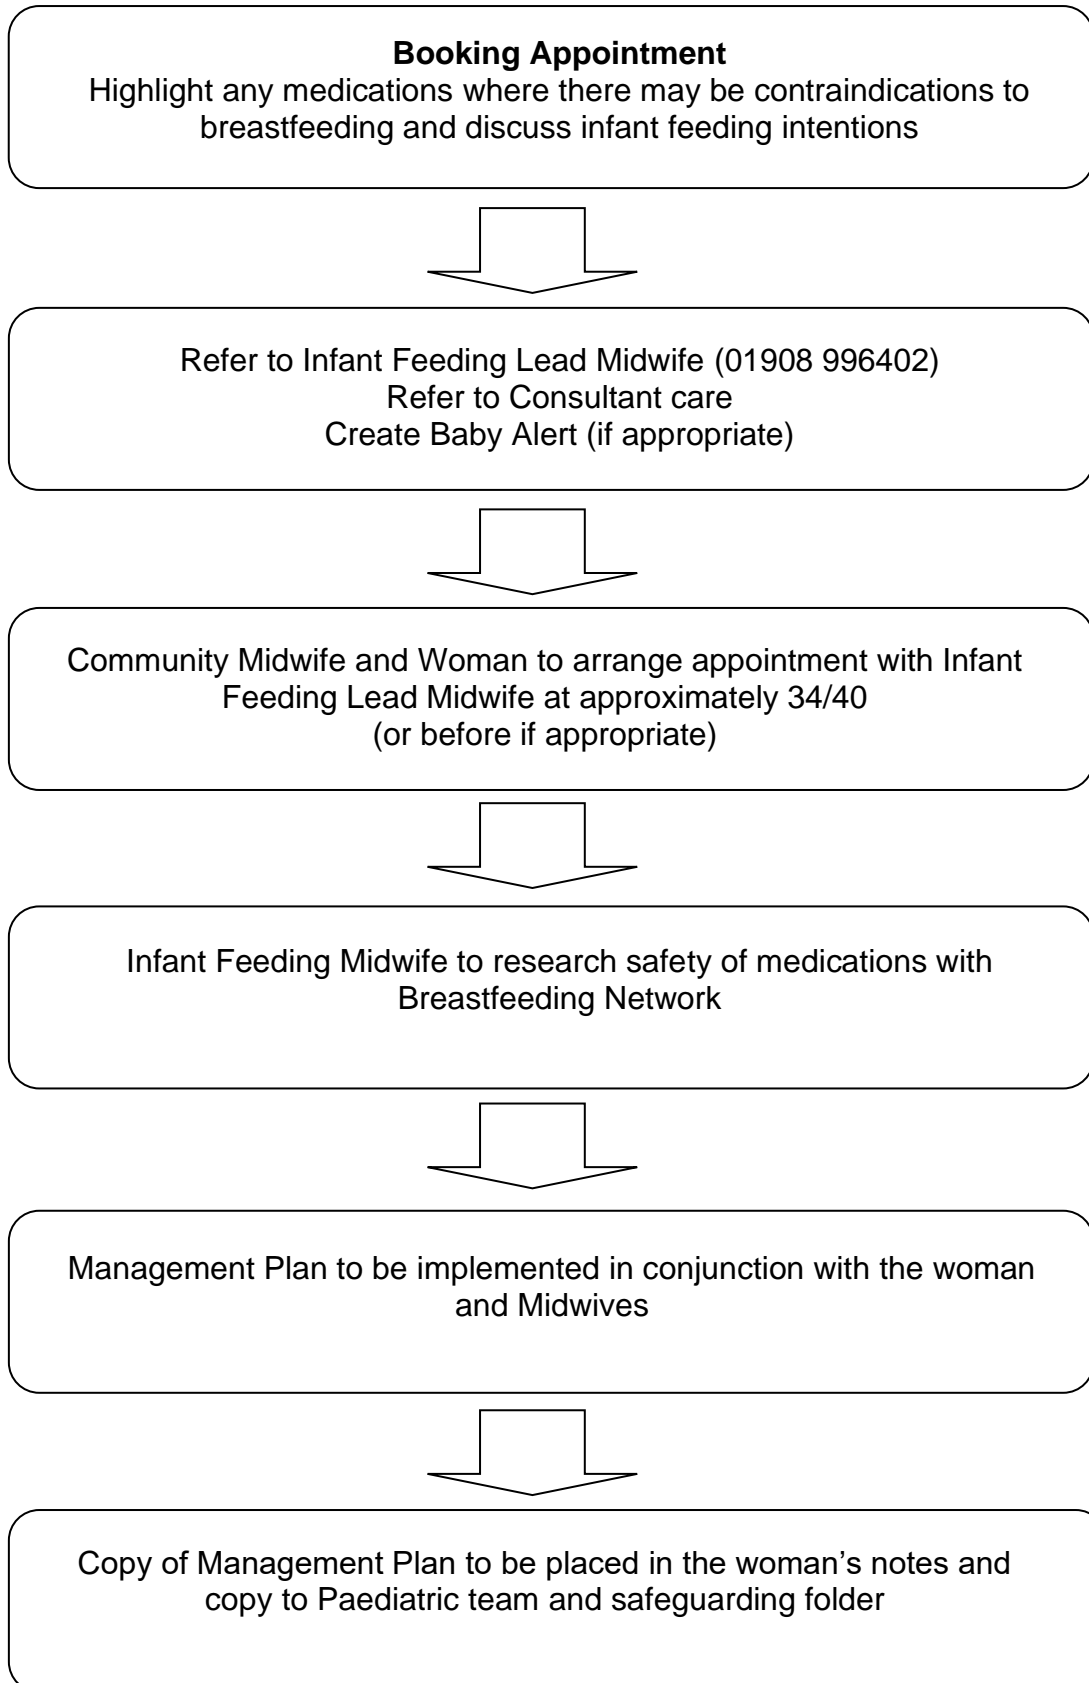 Booking Appointment
Highlight any medications where there may be contraindications to
breastfeeding and discuss infant feeding intentions
Refer to Infant Feeding Lead Midwife (01908 996402)
Refer to Consultant care
Create Baby Alert (if appropriate)
Community Midwife and Woman to arrange appointment with Infant
Feeding Lead Midwife at approximately 34/40
(or before if appropriate)
Infant Feeding Midwife to research safety of medications with
Breastfeeding Network
Management Plan to be implemented in conjunction with the woman
and Midwives
Copy of Management Plan to be placed in the woman's notes and
copy to Paediatric team and safeguarding folder